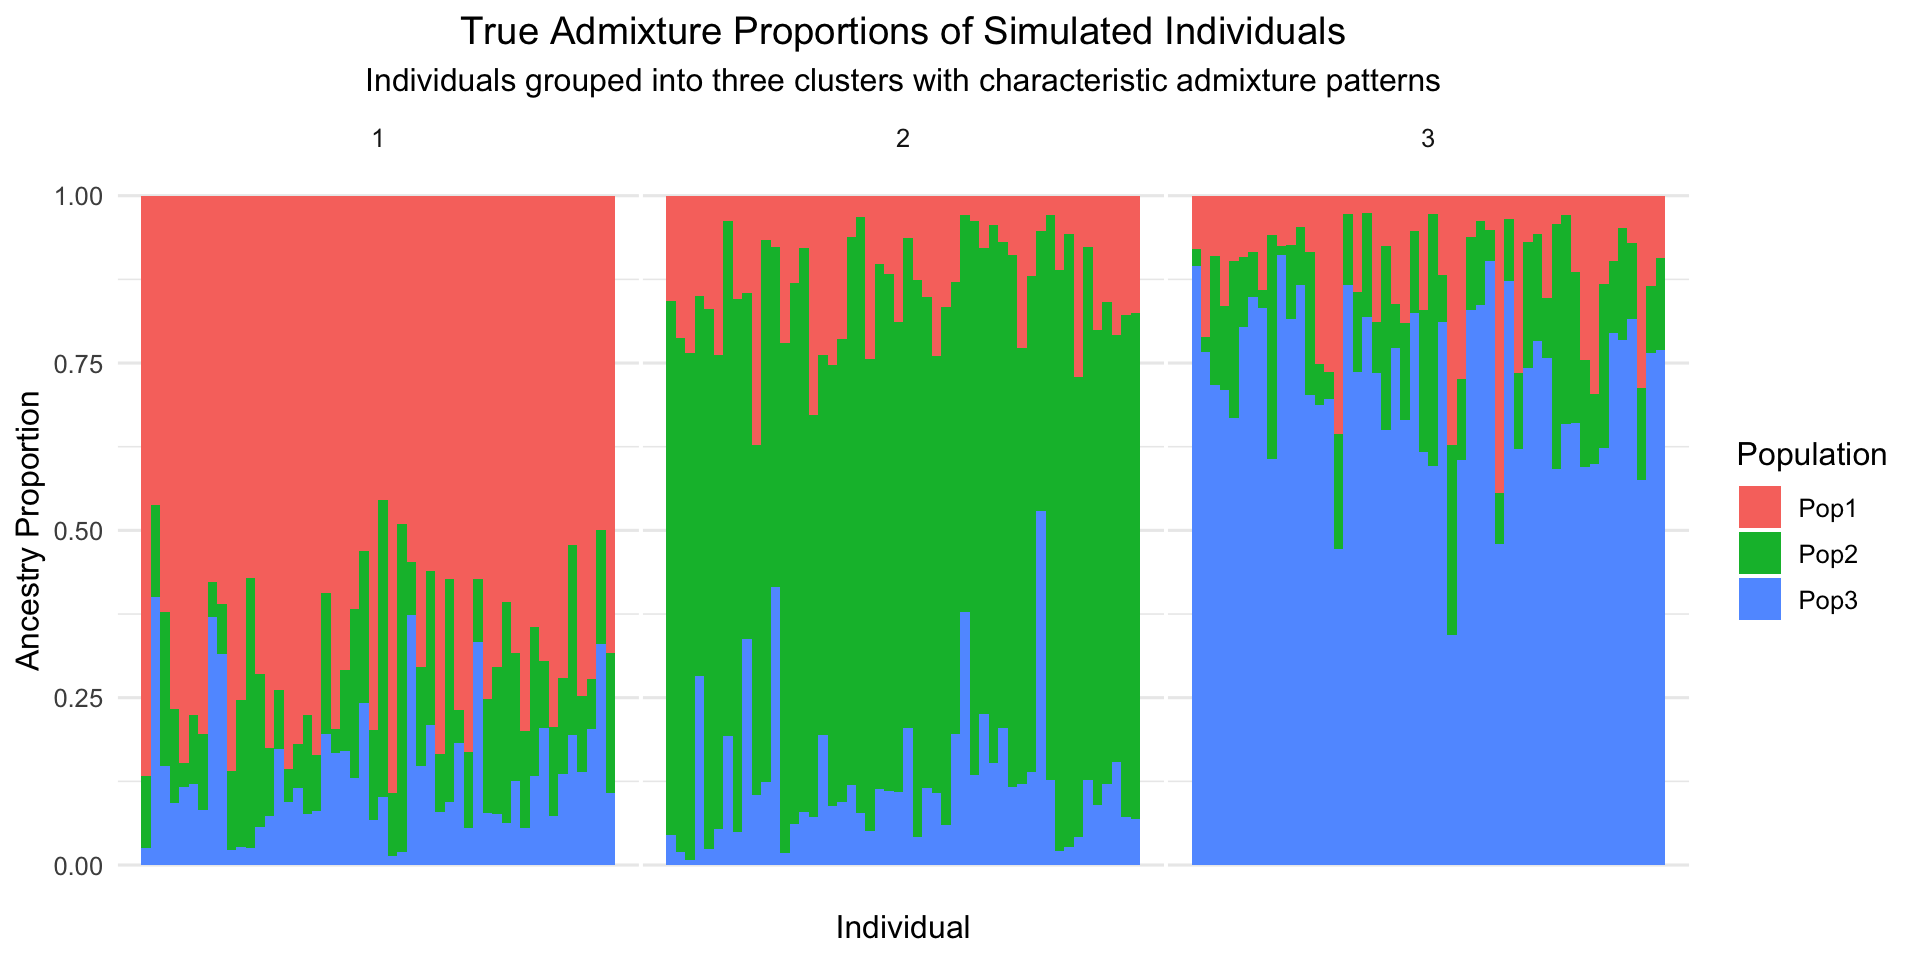 True Admixture Proportions of Simulated Individuals
Individuals grouped into three clusters with characteristic admixture patterns
1
2
3
1.00
0.75
0.50
0.25
0.00
Ancestry Proportion
Individual
Population
Pop1
Pop2
Pop3